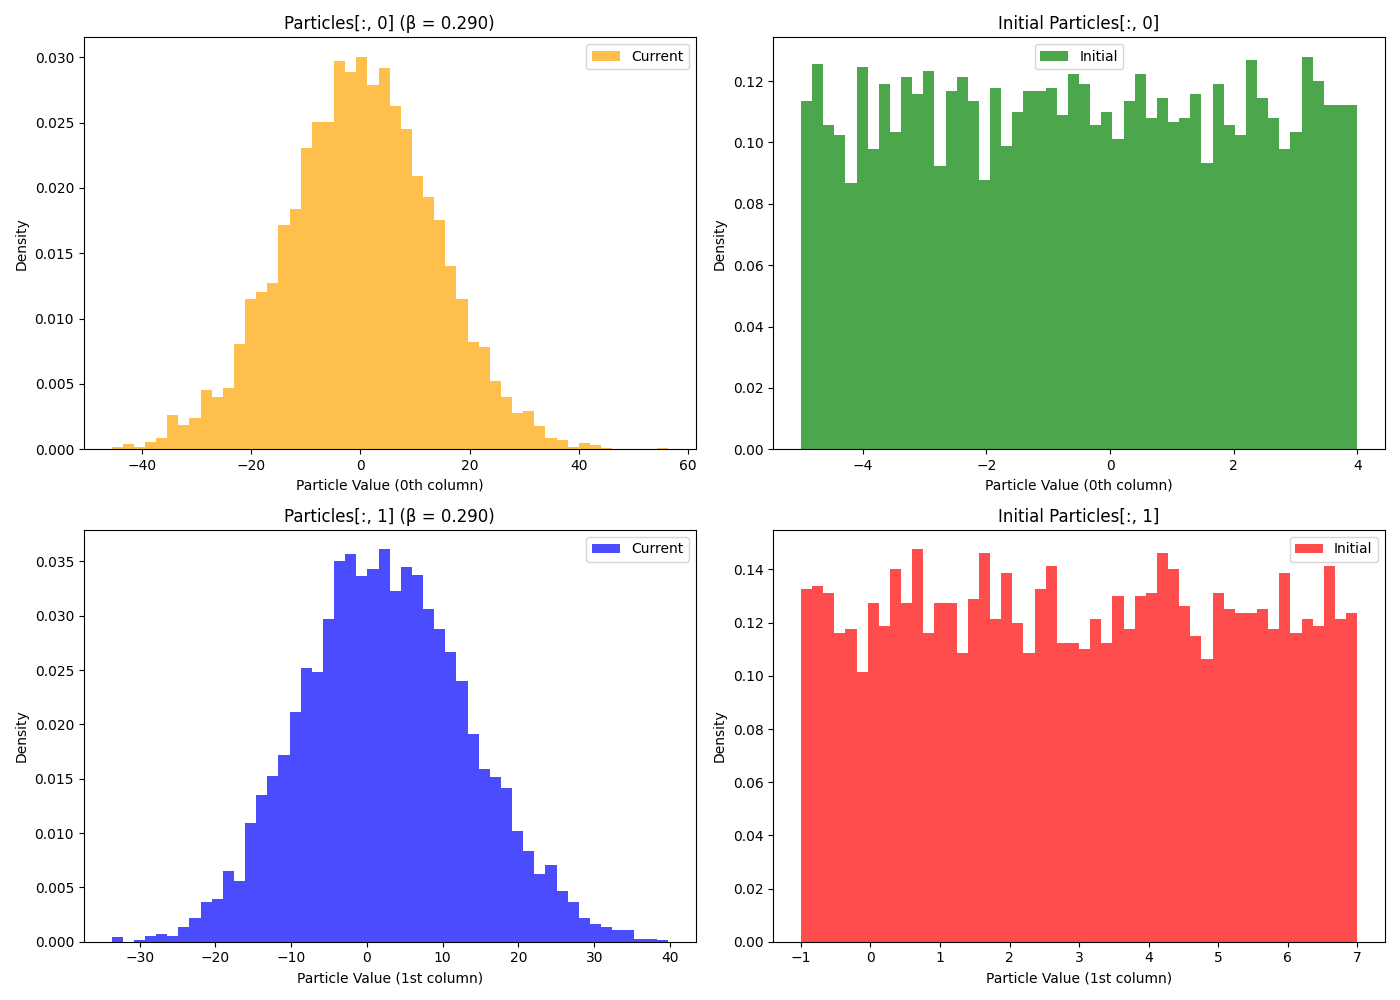 Particles[:, 0] (β = 0.290)
Density
0.030
0.025
0.020
0.015
0.010
0.005
0.000
−40 −20 0 20 40 60
Particle Value (0th column)
Current
Initial Particles[:, 0]
Density
0.12
0.10
0.08
0.06
0.04
0.02
0.00
−4 −2 0 2 4
Particle Value (0th column)
Initial
Particles[:, 1] (β = 0.290)
Density
0.035
0.030
0.025
0.020
0.015
0.010
0.005
0.000
−30 −20 −10 0 10 20 30 40
Particle Value (1st column)
Current
Initial Particles[:, 1]
Density
0.14
0.12
0.10
0.08
0.06
0.04
0.02
0.00
−1 0 1 2 3 4 5 6 7
Particle Value (1st column)
Initial